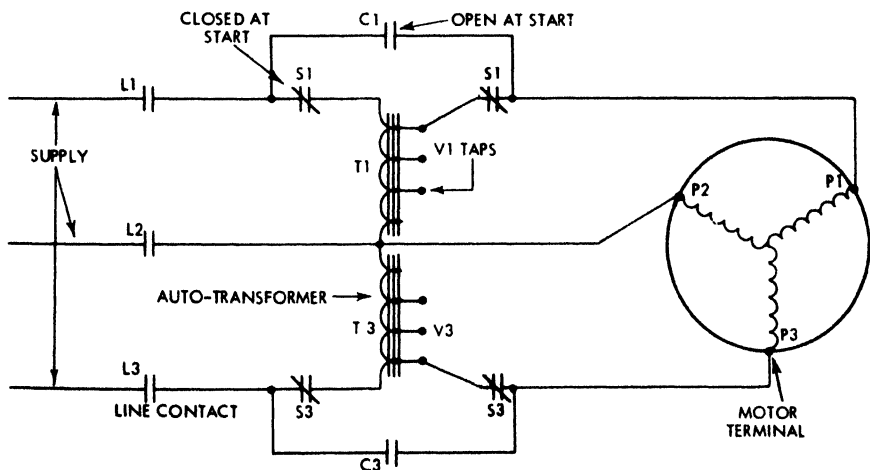 CLOSED AT
START
C1
OPEN AT START
L1
S1
S1
SUPPLY
T1
V1 TAPS
P2
P1
L2
AUTO-TRANSFORMER
T 3
V3
P3
L3
LINE CONTACT
S3
S3
MOTOR
TERMINAL
C3